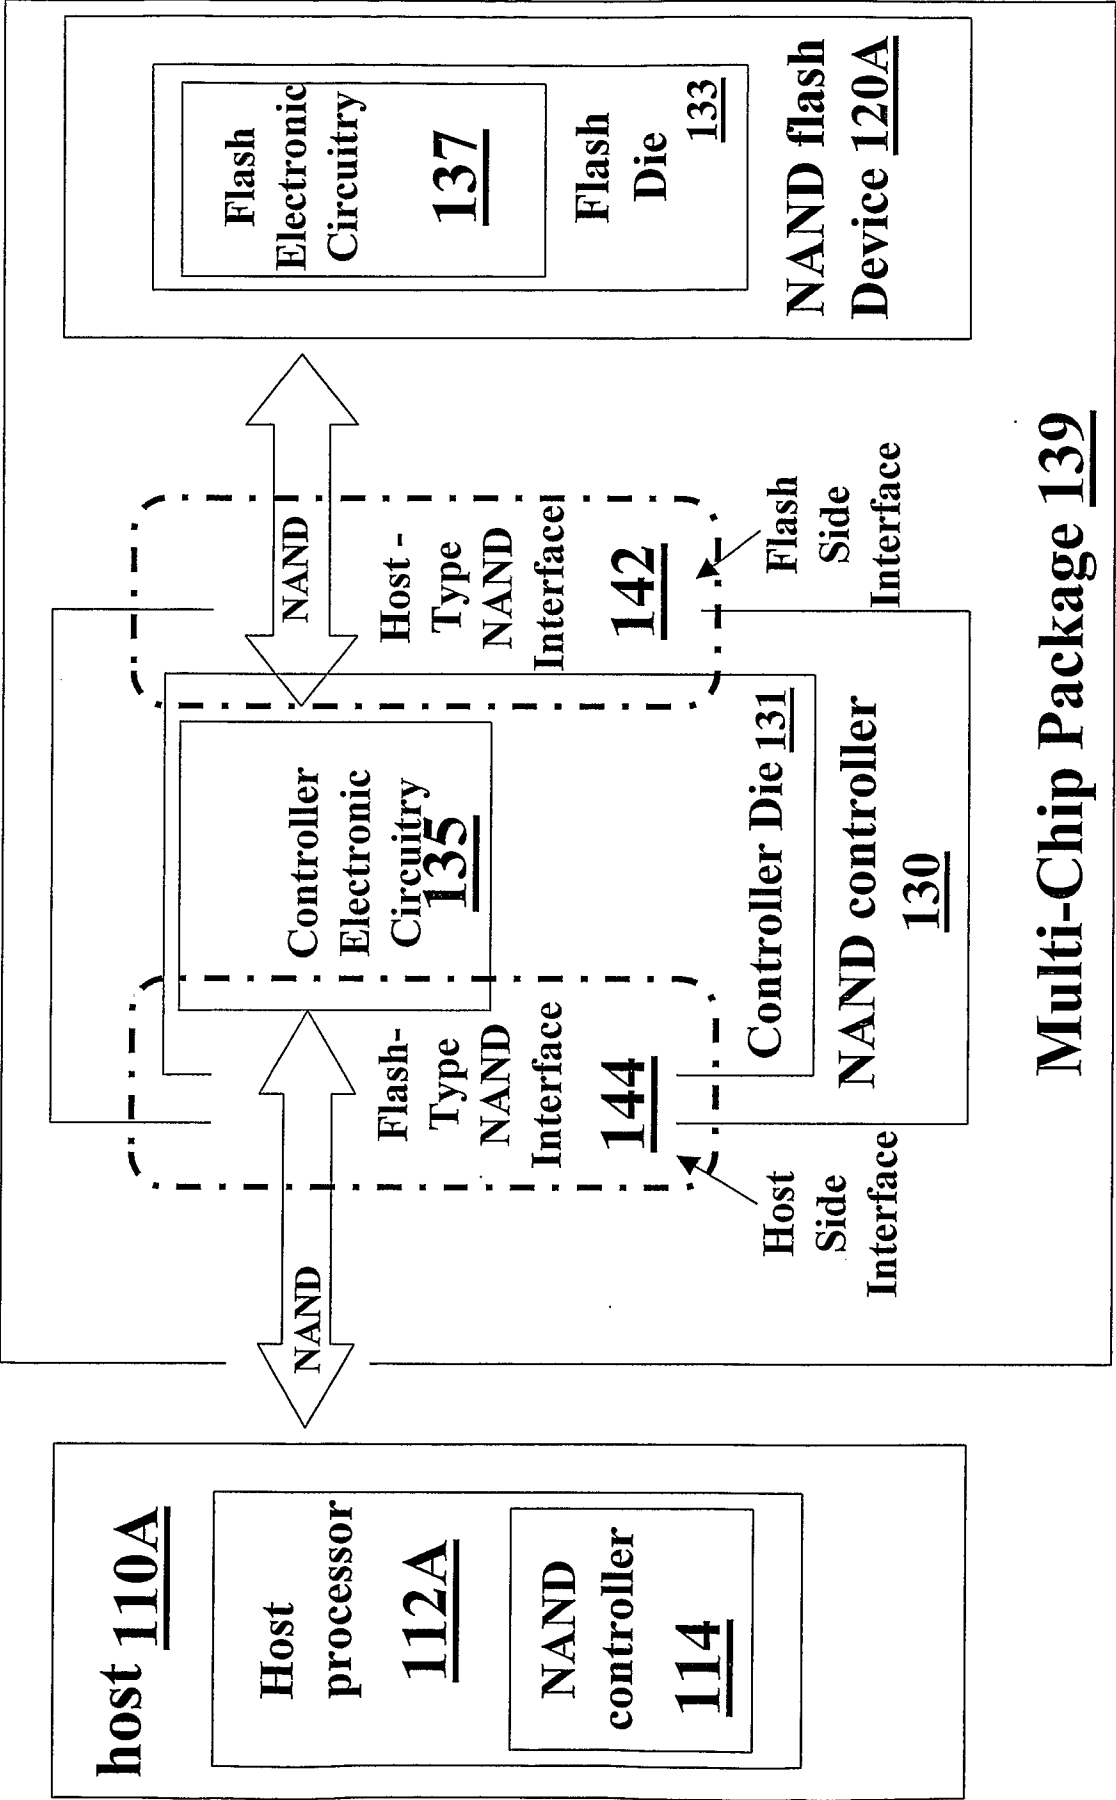 host 110A
Host
processor
112A
NAND
controller
114
NAND
Flash-
Type
NAND
Interface
144
Host
Side
Interface
Controller
Electronic
Circuitry
135
Controller Die 131
NAND controller
130
NAND
Host -
Type
NAND
Interface
142
Flash
Side
Interface
Flash
Electronic
Circuitry
137
Flash
Die
133
NAND flash
Device 120A
Multi-Chip Package 139